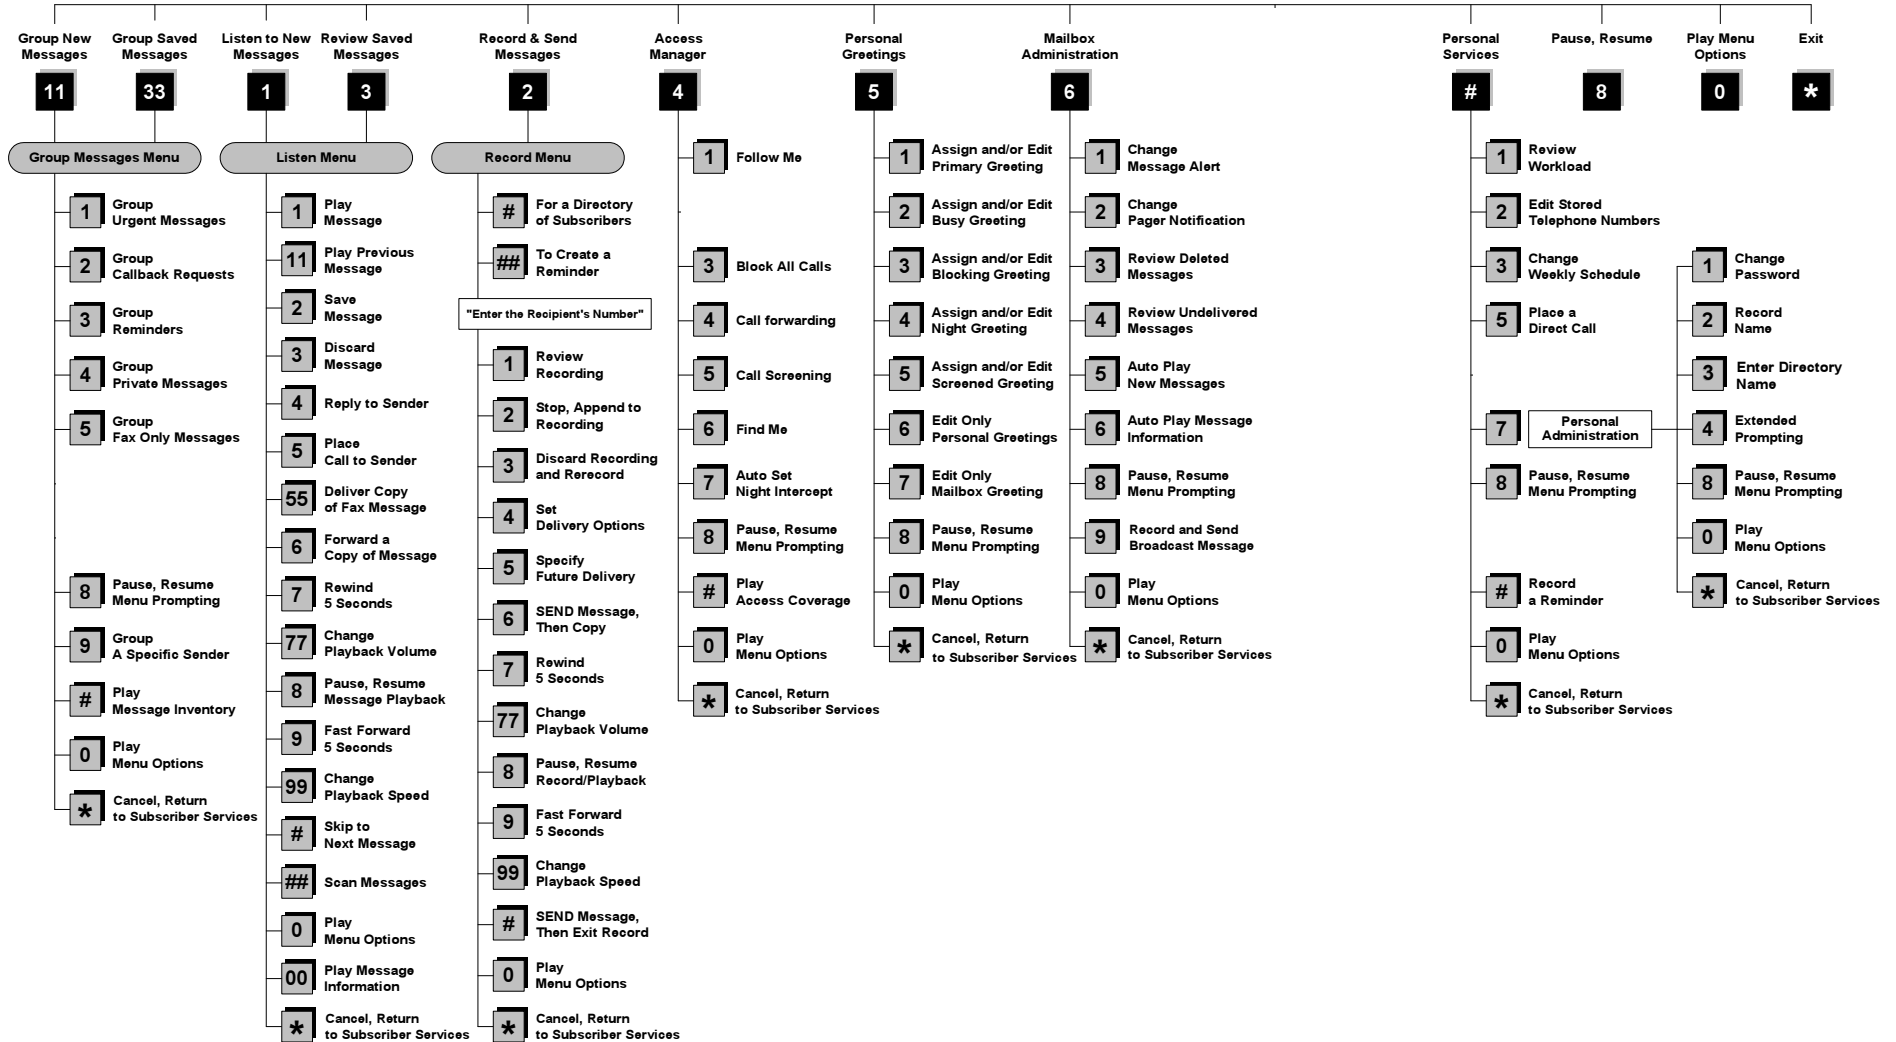 Group New
Messages
Group Saved
Messages
Listen to New
Messages
Review Saved
Messages
Record & Send
Messages
Access
Manager
Personal
Greetings
Mailbox
Administration
Personal
Services
Pause, Resume
Play Menu
Options
Exit
11
33
1
3
2
4
5
6
#
8
0
*
Group Messages Menu
1
Group
Urgent Messages
2
Group
Callback Requests
3
Group
Reminders
4
Group
Private Messages
5
Group
Fax Only Messages
8
Pause, Resume
Menu Prompting
9
Group
A Specific Sender
#
Play
Message Inventory
0
Play
Menu Options
*
Cancel, Return
to Subscriber Services
Listen Menu
1
Play
Message
11
Play Previous
Message
2
Save
Message
3
Discard
Message
4
Reply to Sender
5
Place
Call to Sender
55
Deliver Copy
of Fax Message
6
Forward a
Copy of Message
7
Rewind
5 Seconds
77
Change
Playback Volume
8
Pause, Resume
Message Playback
9
Fast Forward
5 Seconds
99
Change
Playback Speed
#
Skip to
Next Message
##
Scan Messages
0
Play
Menu Options
00
Play Message
Information
*
Cancel, Return
to Subscriber Services
Record Menu
#
For a Directory
of Subscribers
##
To Create a
Reminder
"Enter the Recipient's Number"
1
Review
Recording
2
Stop, Append to
Recording
3
Discard Recording
and Rerecord
4
Set
Delivery Options
5
Specify
Future Delivery
6
SEND Message,
Then Copy
7
Rewind
5 Seconds
77
Change
Playback Volume
8
Pause, Resume
Record/Playback
9
Fast Forward
5 Seconds
99
Change
Playback Speed
#
SEND Message,
Then Exit Record
0
Play
Menu Options
*
Cancel, Return
to Subscriber Services
1
Follow Me
3
Block All Calls
4
Call forwarding
5
Call Screening
6
Find Me
7
Auto Set
Night Intercept
8
Pause, Resume
Menu Prompting
#
Play
Access Coverage
0
Play
Menu Options
*
Cancel, Return
to Subscriber Services
1
Assign and/or Edit
Primary Greeting
2
Assign and/or Edit
Busy Greeting
3
Assign and/or Edit
Blocking Greeting
4
Assign and/or Edit
Night Greeting
5
Assign and/or Edit
Screened Greeting
6
Edit Only
Personal Greetings
7
Edit Only
Mailbox Greeting
8
Pause, Resume
Menu Prompting
0
Play
Menu Options
*
Cancel, Return
to Subscriber Services
1
Change
Message Alert
2
Change
Pager Notification
3
Review Deleted
Messages
4
Review Undelivered
Messages
5
Auto Play
New Messages
6
Auto Play Message
Information
8
Pause, Resume
Menu Prompting
9
Record and Send
Broadcast Message
0
Play
Menu Options
*
Cancel, Return
to Subscriber Services
1
Review
Workload
2
Edit Stored
Telephone Numbers
3
Change
Weekly Schedule
5
Place a
Direct Call
7
Personal
Administration
8
Pause, Resume
Menu Prompting
#
Record
a Reminder
0
Play
Menu Options
*
Cancel, Return
to Subscriber Services
1
Change
Password
2
Record
Name
3
Enter Directory
Name
4
Extended
Prompting
8
Pause, Resume
Menu Prompting
0
Play
Menu Options
*
Cancel, Return
to Subscriber Services